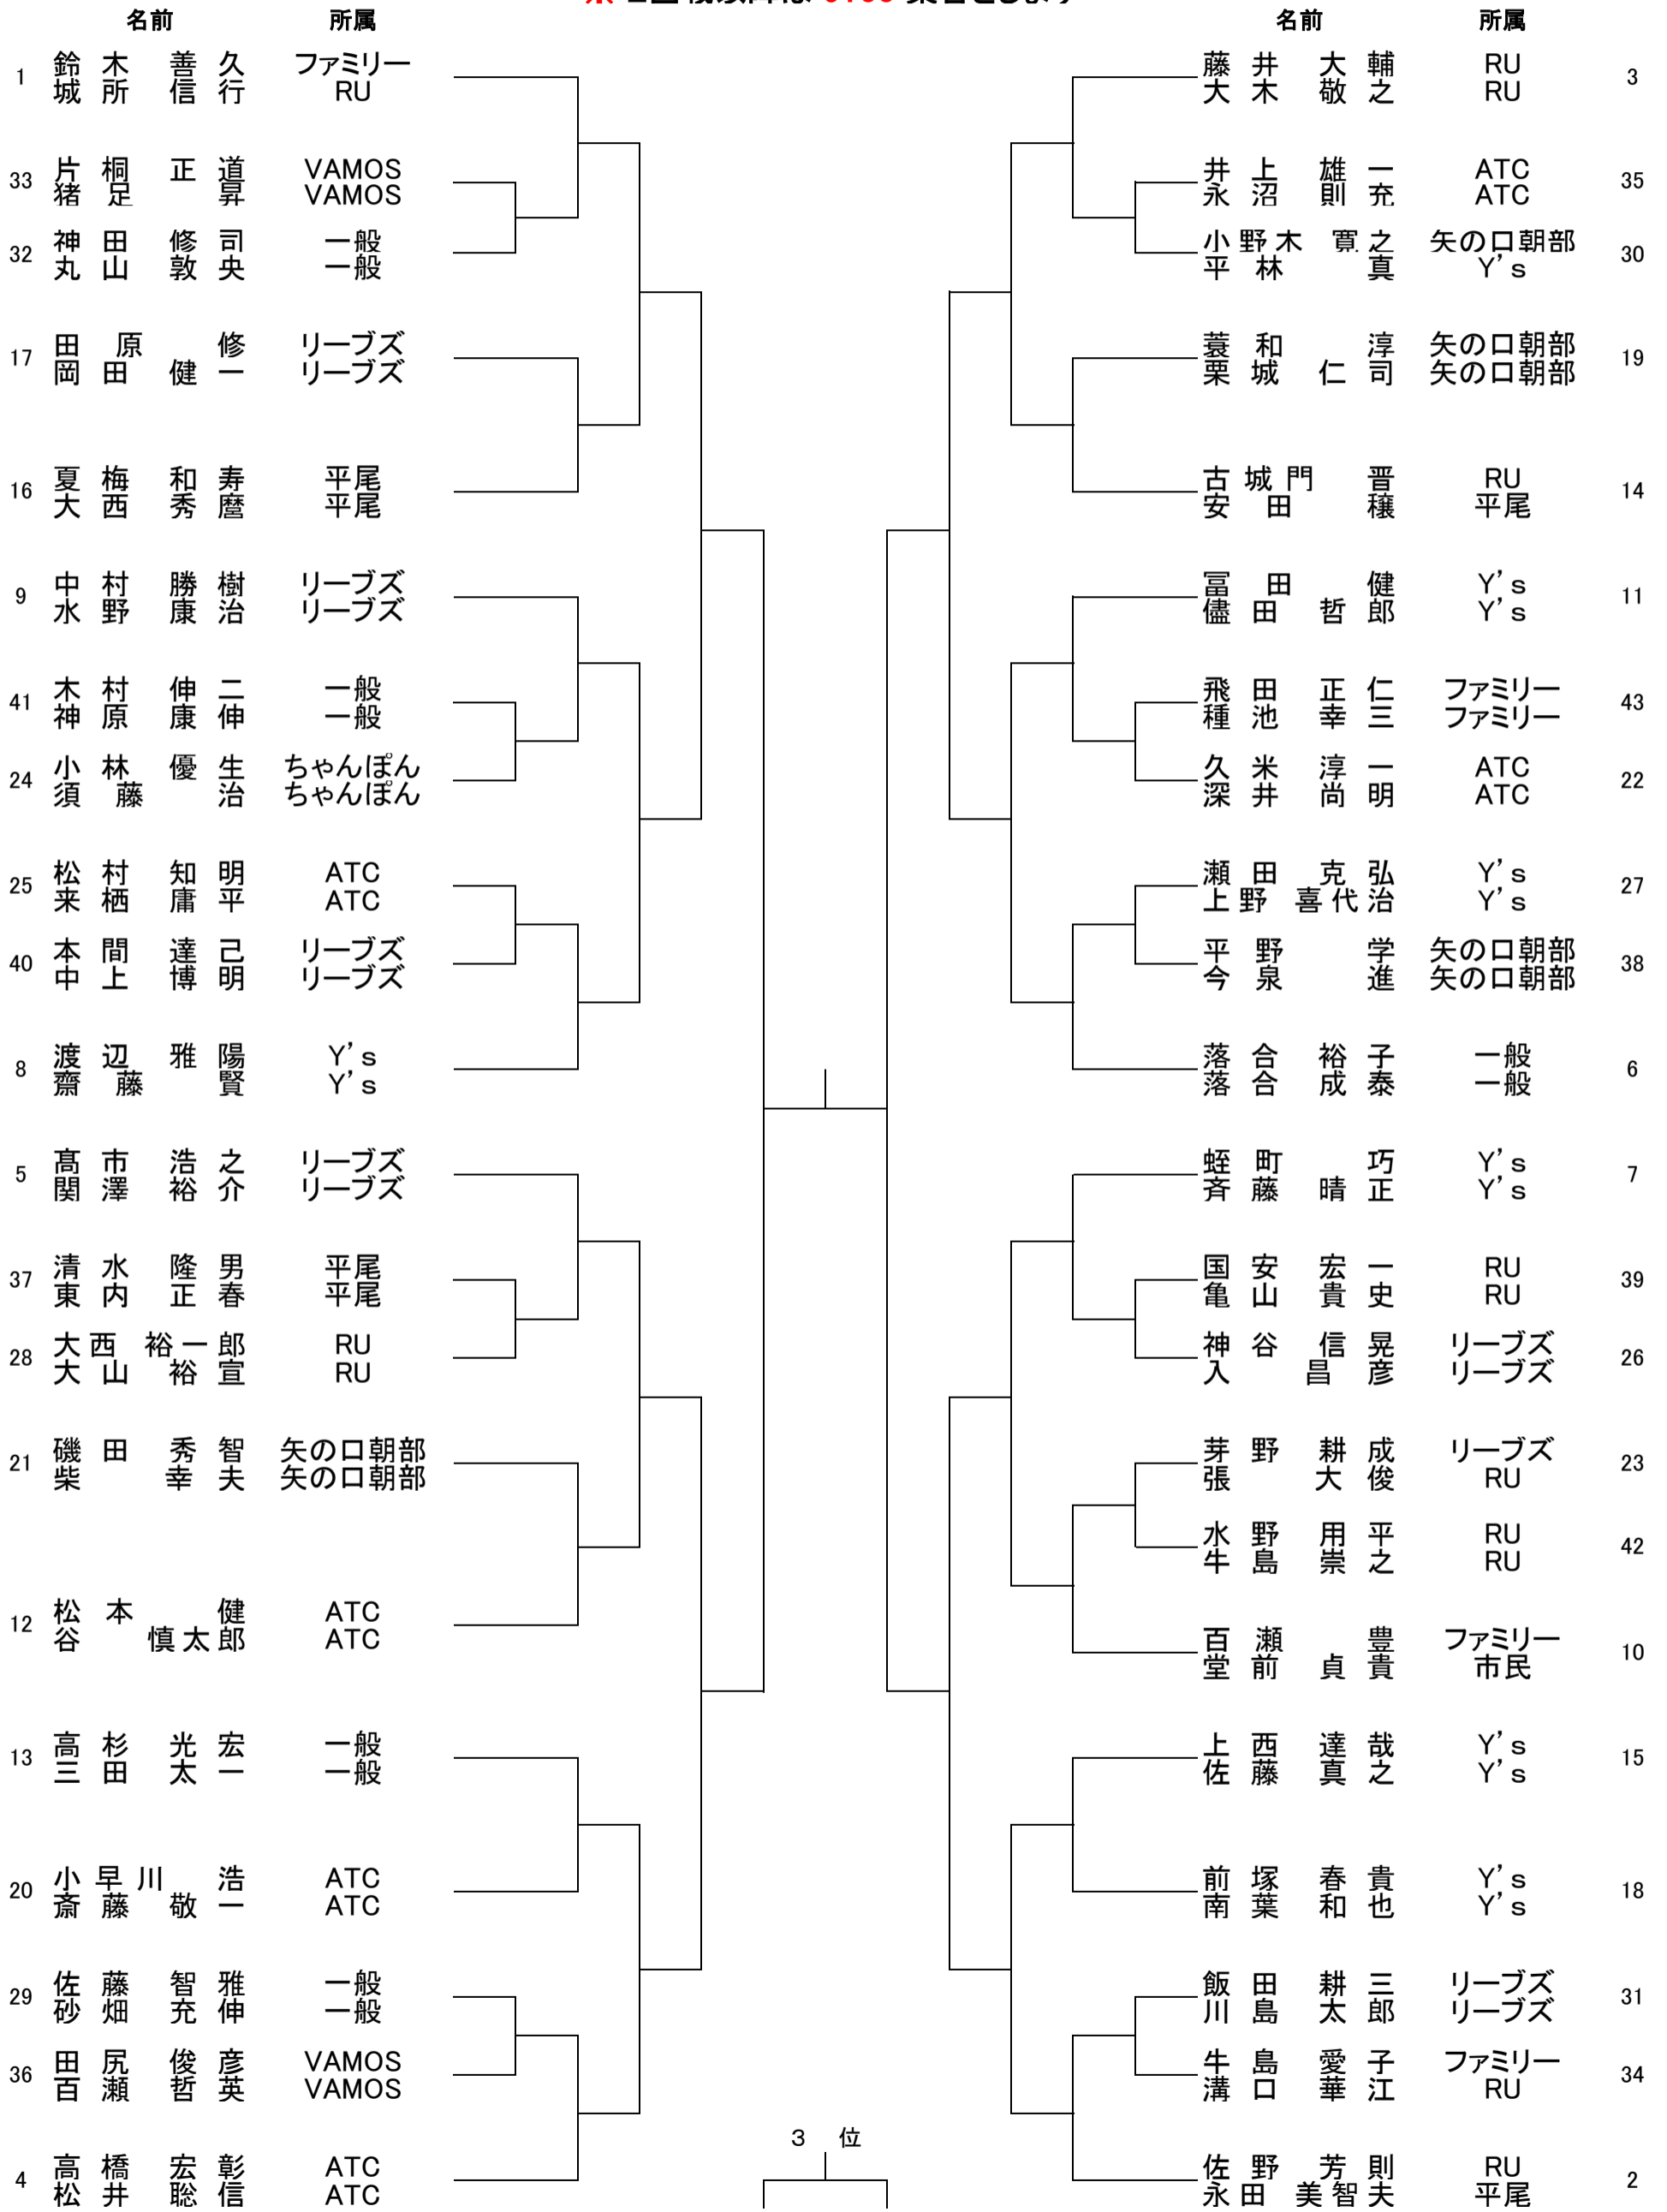 名前 所属 名前 所属
1 鈴木 善久 ファミリー
城所 信行 RU
33 片桐 正道 VAMOS
猪足 昇 VAMOS
32 神田 修司 一般
丸山 敦央 一般
17 田原 修 リーブズ
岡田 健一 リーブズ
16 夏梅 和寿 平尾
大西 秀麿 平尾
9 中村 勝樹 リーブズ
水野 康治 リーブズ
41 木村 伸二 一般
神原 康伸 一般
24 小林 優生 ちゃんぽん
須藤 治 ちゃんぽん
25 松村 知明 ATC
来栖 庸平 ATC
40 本間 達己 リーブズ
中上 博明 リーブズ
8 渡辺 雅陽 Y's
齋藤 賢 Y's
5 髙市 浩之 リーブズ
関澤 裕介 リーブズ
37 清水 隆男 平尾
東内 正春 平尾
28 大西 裕一郎 RU
大山 裕宣 RU
21 磯田 秀智 矢の口朝部
柴 幸夫 矢の口朝部
12 松本 健 ATC
谷 慎太郎 ATC
13 高杉 光宏 一般
三田 太一 一般
20 小早川 浩 ATC
斎藤 敬一 ATC
29 佐藤 智雅 一般
砂畑 充伸 一般
36 田尻 俊彦 VAMOS
百瀬 哲英 VAMOS
4 高橋 宏彰 ATC
松井 聡信 ATC
藤井 大輔 RU 3
大木 敬之 RU
井上 雄一 ATC 35
永沼 則充 ATC
小野木 寛之 矢の口朝部 30
平林 真 Y's
蓑和 淳 矢の口朝部 19
栗城 仁司 矢の口朝部
古城門 晋 RU 14
安田 穣 平尾
冨田 健 Y's 11
儘田 哲郎 Y's
飛田 正仁 ファミリー 43
種池 幸三 ファミリー
久米 淳一 ATC 22
深井 尚明 ATC
瀬田 克弘 Y's 27
上野 喜代治 Y's
平野 学 矢の口朝部 38
今泉 進 矢の口朝部
落合 裕子 一般 6
落合 成泰 一般
蛭町 巧 Y's 7
斉藤 晴正 Y's
国安 宏一 RU 39
亀山 貴史 RU
神谷 信晃 リーブズ 26
入 昌彦 リーブズ
芽野 耕成 リーブズ 23
張 大俊 RU
水野 用平 RU 42
牛島 崇之 RU
百瀬 豊 ファミリー 10
堂前 貞貴 市民
上西 達哉 Y's 15
佐藤 真之 Y's
前塚 春貴 Y's 18
南葉 和也 Y's
飯田 耕三 リーブズ 31
川島 太郎 リーブズ
牛島 愛子 ファミリー 34
溝口 華江 RU
佐野 芳則 RU 2
永田 美智夫 平尾
3 位